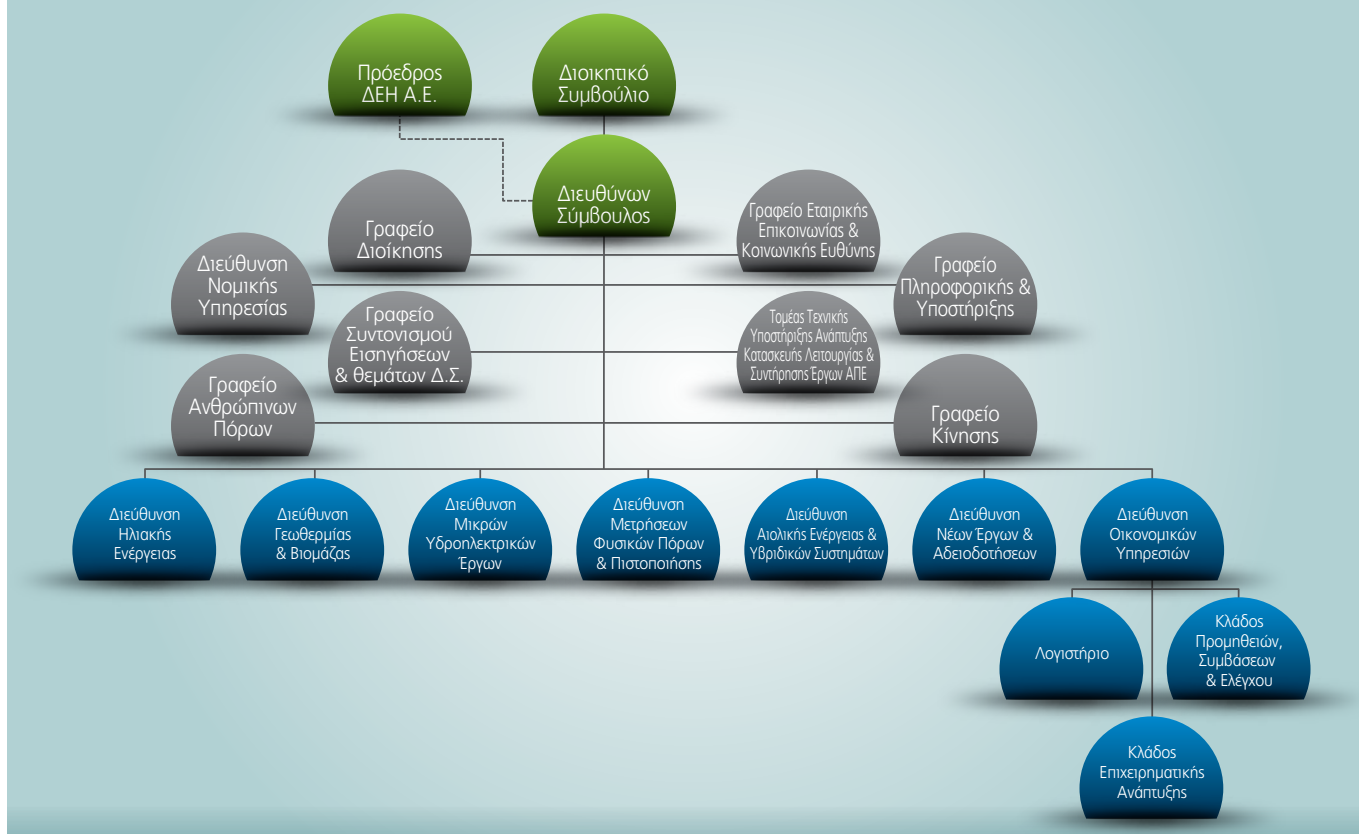 Πρόεδρος
ΔΕΗ Α.Ε.
Διοικητικό
Συμβούλιο
Διευθύνων
Σύμβουλος
Γραφείο
Διοίκησης
Γραφείο Εταιρικής
Επικοινωνίας &
Κοινωνικής Ευθύνης
Διεύθυνση
Νομικής
Υπηρεσίας
Γραφείο
Πληροφορικής &
Υποστήριξης
Γραφείο
Συντονισμού
Εισηγήσεων
& θεμάτων Δ.Σ.
Τομέας Τεχνικής
Υποστήριξης Ανάπτυξης
Κατασκευής Λειτουργίας &
Συντήρησης Έργων ΑΠΕ
Γραφείο
Ανθρώπινων
Πόρων
Γραφείο
Κίνησης
Διεύθυνση
Ηλιακής
Ενέργειας
Διεύθυνση
Γεωθερμίας
& Βιομάζας
Διεύθυνση
Μικρών
Υδροηλεκτρικών
Έργων
Διεύθυνση
Μετρήσεων
Φυσικών Πόρων
& Πιστοποιήσης
Διεύθυνση
Αιολικής Ενέργειας &
Υβριδικών Συστημάτων
Διεύθυνση
Νέων Έργων &
Αδειοδοτήσεων
Διεύθυνση
Οικονομικών
Υπηρεσιών
Λογιστήριο
Κλάδος
Προμηθειών,
Συμβάσεων
& Ελέγχου
Κλάδος
Επιχειρηματικής
Ανάπτυξης